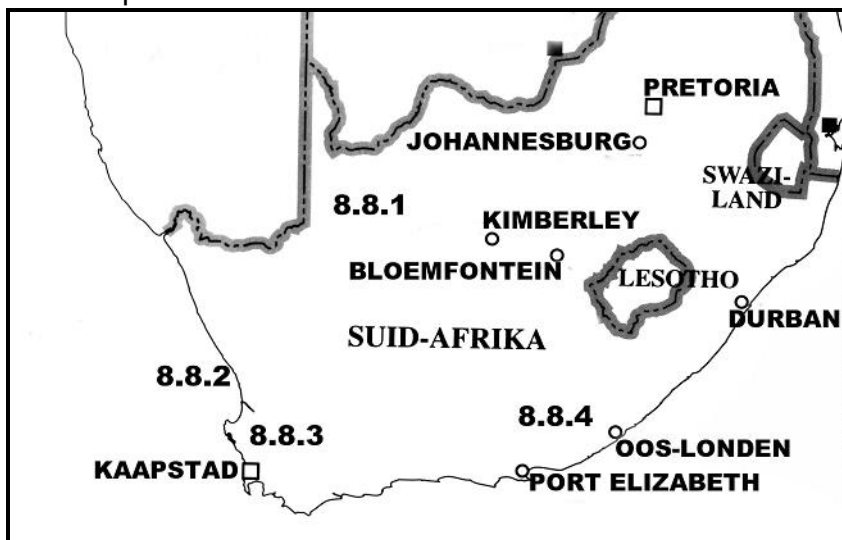 PRETORIA
JOHANNESBURG
SWAZI-
LAND
8.8.1
KIMBERLEY
BLOEMFONTEIN
LESOTHO
DURBAN
SUID-AFRIKA
8.8.2
8.8.4
8.8.3
OOS-LONDEN
KAAPSTAD
PORT ELIZABETH